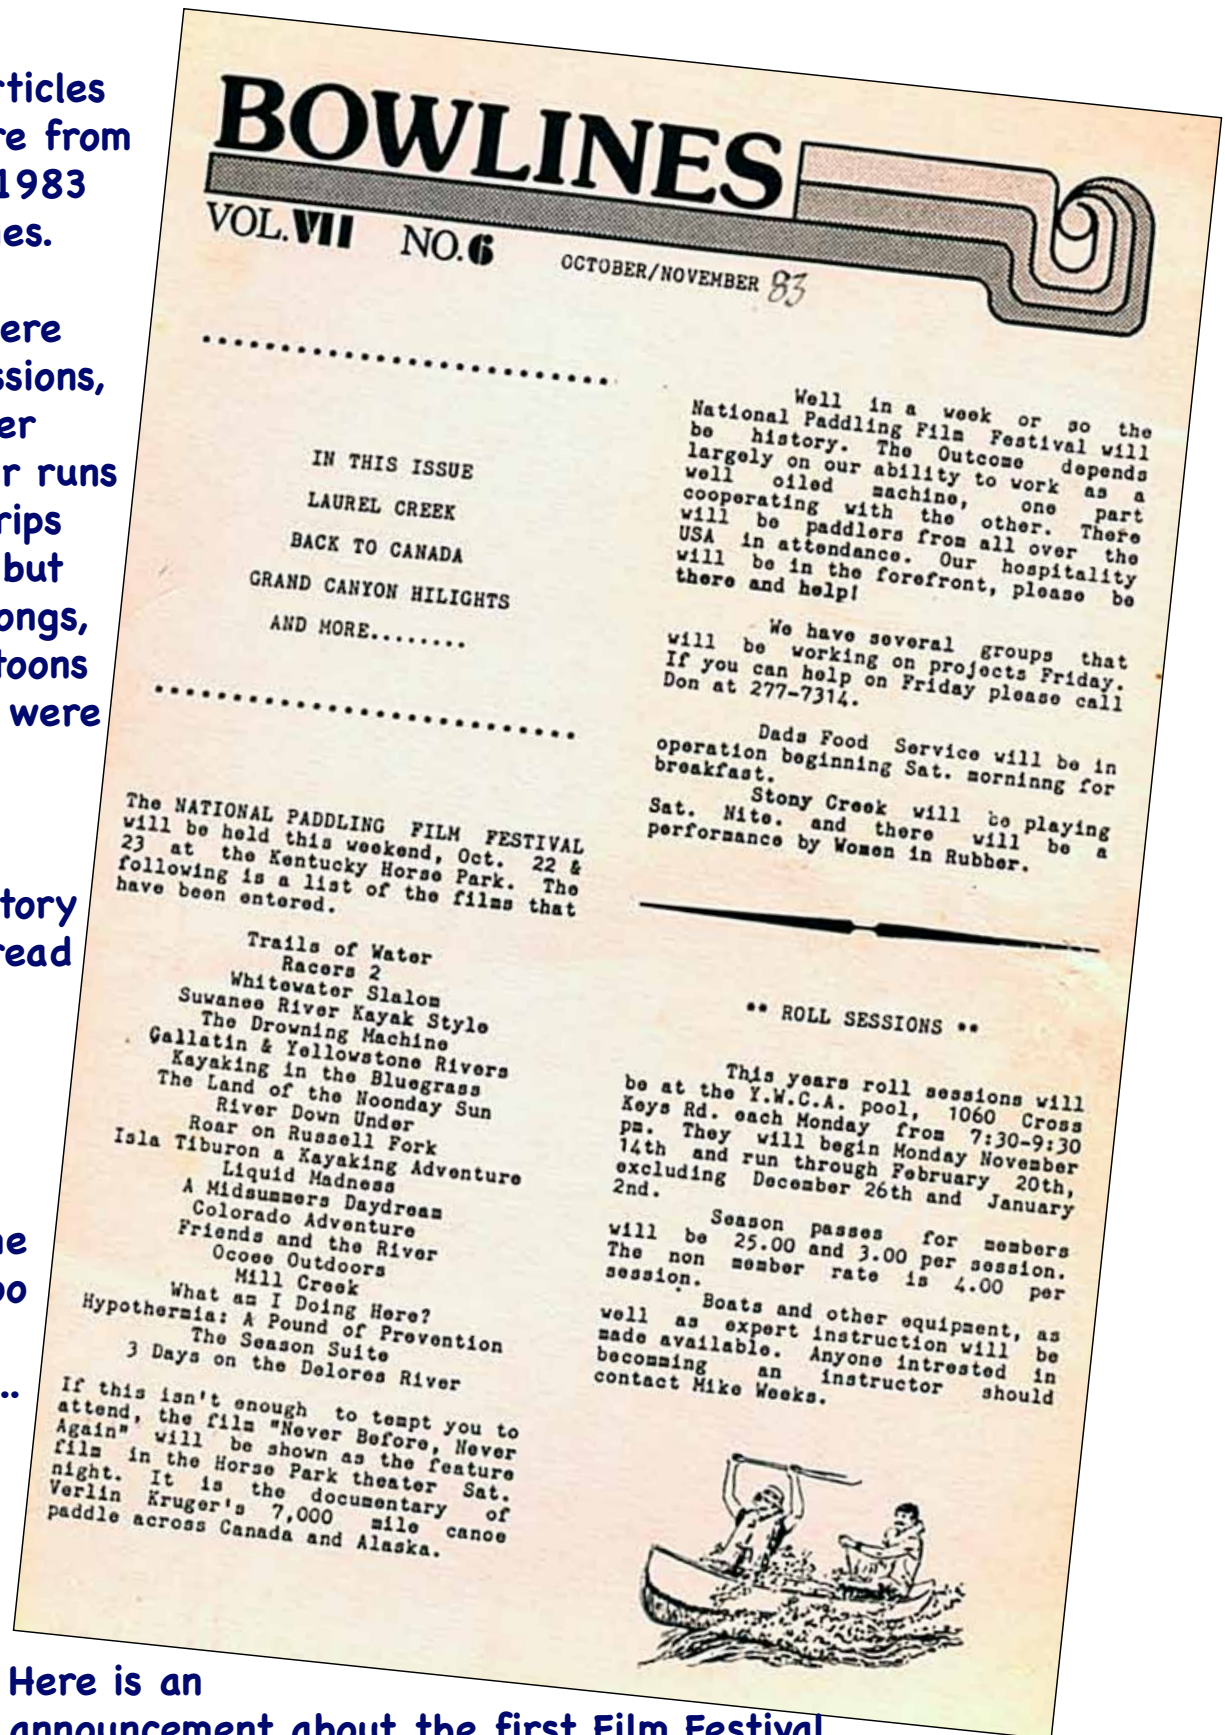 rticles
re from
1983
nes.
ere
ssions,
er
r runs
rips
but
ongs,
toons
were
tory
read
ne
oo
..
BOWLINES
VOL. VII NO. 6 OCTOBER/NOVEMBER 83
IN THIS ISSUE
LAUREL CREEK
BACK TO CANADA
GRAND CANYON HILIGHTS
AND MORE........
The NATIONAL PADDLING FILM FESTIVAL
will be held this weekend, Oct. 22 &
23 at the Kentucky Horse Park. The
following is a list of the films that
have been entered.
Trails of Water
Racers 2
Whitewater Slalom
Suwanee River Kayak Style
The Drowning Machine
Gallatin & Yellowstone Rivers
Kayaking in the Bluegrass
The Land of the Noonday Sun
River Down Under
Roar on Russell Fork
Isla Tiburon a Kayaking Adventure
Liquid Madness
A Midsummers Daydream
Colorado Adventure
Friends and the River
Ocoee Outdoors
Mill Creek
What am I Doing Here?
Hypothermia: A Pound of Prevention
The Season Suite
3 Days on the Delores River
If this isn't enough to tempt you to
attend, the film "Never Before, Never
Again" will be shown as the feature
film in the Horse Park theater Sat.
night. It is the documentary of
Verlin Kruger's 7,000 mile canoe
paddle across Canada and Alaska.
Well in a week or so the
National Paddling Film Festival will
be history. The Outcome depends
largely on our ability to work as a
well oiled machine, one part
cooperating with the other. There
will be paddlers from all over the
USA in attendance. Our hospitality
will be in the forefront, please be
there and help!
We have several groups that
will be working on projects Friday.
If you can help on Friday please call
Don at 277-7314.
Dads Food Service will be in
operation beginning Sat. morninng for
breakfast.
Stony Creek will be playing
Sat. Nite. and there will be a
performance by Women in Rubber.
** ROLL SESSIONS **
This years roll sessions will
be at the Y.W.C.A. pool, 1060 Cross
Keys Rd. each Monday from 7:30-9:30
pm. They will begin Monday November
14th and run through February 20th,
excluding December 26th and January
2nd.
Season passes for members
will be 25.00 and 3.00 per session.
The non member rate is 4.00 per
session.
Boats and other equipment, as
well as expert instruction will be
made available. Anyone intrested in
becomming an instructor should
contact Mike Weeks.
Here is an
announcement about the first Film Festival